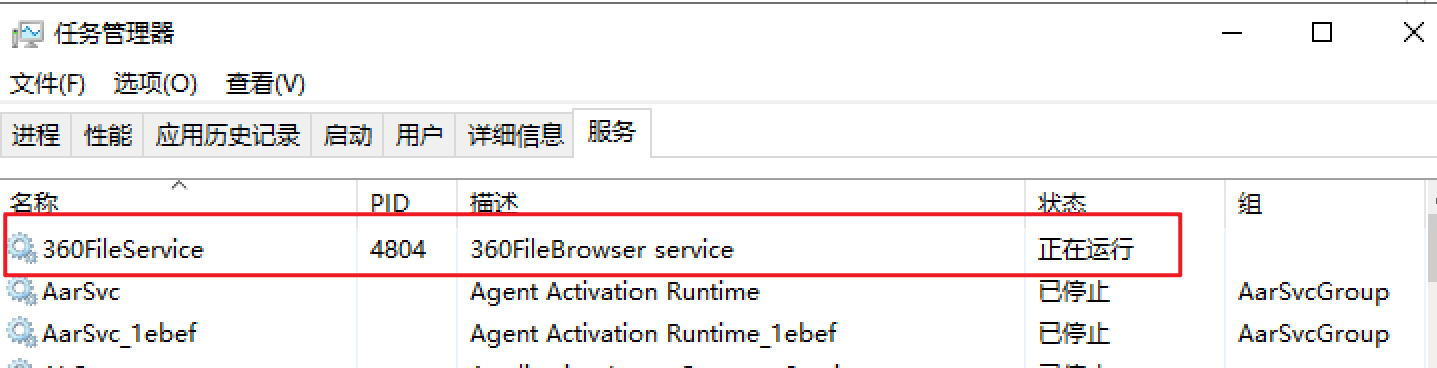 任务管理器
文件(F) 选项(O) 查看(V)
进程 性能 应用历史记录 启动 用户 详细信息 服务
名称 PID 描述 状态 组
360FileService 4804 360FileBrowser service 正在运行
AarSvc Agent Activation Runtime 已停止 AarSvcGroup
AarSvc_1ebef Agent Activation Runtime_1ebef 已停止 AarSvcGroup